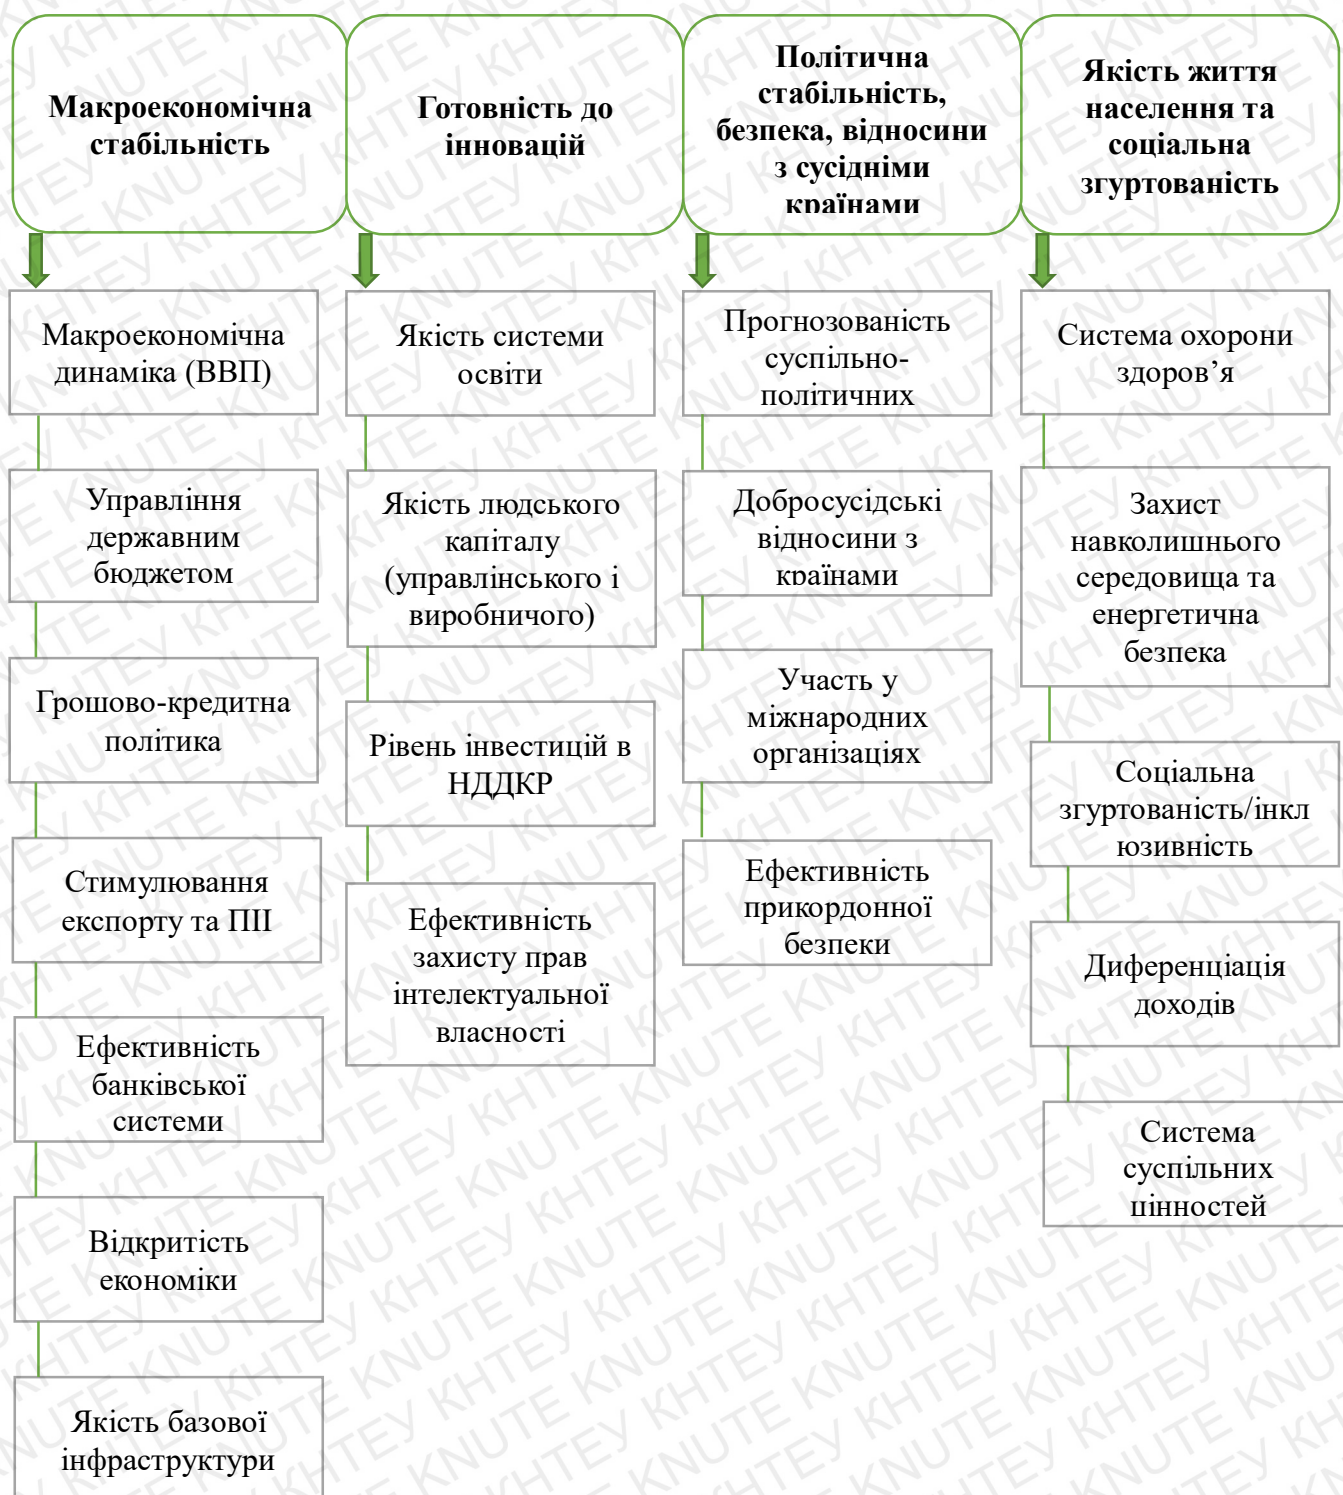 Макроекономічна
стабільність
Готовність до
інновацій
Політична
стабільність,
безпека, відносини
з сусідніми
країнами
Якість життя
населення та
соціальна
згуртованість
Макроекономічна
динаміка (ВВП)
Управління
державним
бюджетом
Грошово-кредитна
політика
Стимулювання
експорту та ПІІ
Ефективність
банківської
системи
Відкритість
економіки
Якість базової
інфраструктури
Якість системи
освіти
Якість людського
капіталу
(управлінського і
виробничого)
Рівень інвестицій в
НДДКР
Ефективність
захисту прав
інтелектуальної
власності
Прогнозованість
суспільно-
політичних
Добросусідські
відносини з
країнами
Участь у
міжнародних
організаціях
Ефективність
прикордонної
безпеки
Система охорони
здоров’я
Захист
навколишнього
середовища та
енергетична
безпека
Соціальна
згуртованість/інкл
юзивність
Диференціація
доходів
Система
суспільних
цінностей